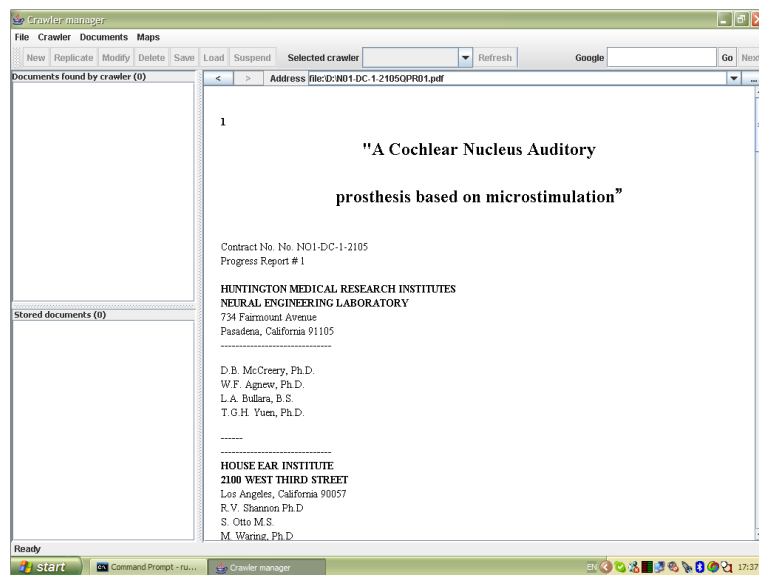 Crawler manager
File Crawler Documents Maps
New Replicate Modify Delete Save Load Suspend Selected crawler Refresh Google Go Next
Documents found by crawler (0)
< > Address file:D:\N01-DC-1-2105QPR01.pdf ...
1
"A Cochlear Nucleus Auditory
prosthesis based on microstimulation”
Contract No. No. NO1-DC-1-2105
Progress Report # 1
HUNTINGTON MEDICAL RESEARCH INSTITUTES
NEURAL ENGINEERING LABORATORY
734 Fairmount Avenue
Pasadena, California 91105
------------------------------
D.B. McCreery, Ph.D.
W.F. Agnew, Ph.D.
L.A. Bullara, B.S.
T.G.H. Yuen, Ph.D.
------
------------------------------
HOUSE EAR INSTITUTE
2100 WEST THIRD STREET
Los Angeles, California 90057
R.V. Shannon Ph.D
S. Otto M.S.
M. Waring, Ph.D
Stored documents (0)
Ready
start Command Prompt - ru... Crawler manager EN 17:37